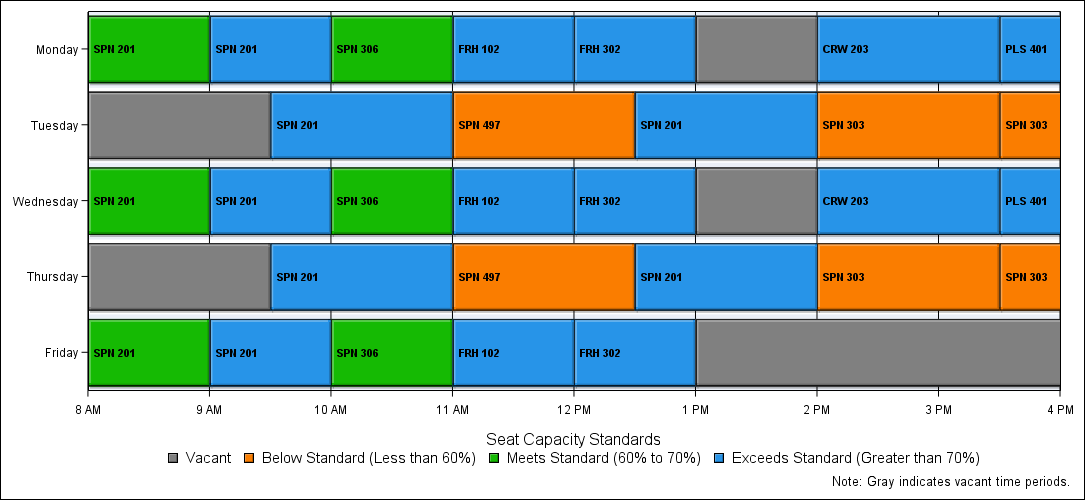 Monday SPN 201 SPN 201 SPN 306 FRH 102 FRH 302 CRW 203 PLS 401
Tuesday SPN 201 SPN 497 SPN 201 SPN 303 SPN 303
Wednesday SPN 201 SPN 201 SPN 306 FRH 102 FRH 302 CRW 203 PLS 401
Thursday SPN 201 SPN 497 SPN 201 SPN 303 SPN 303
Friday SPN 201 SPN 201 SPN 306 FRH 102 FRH 302
8 AM 9 AM 10 AM 11 AM 12 PM 1 PM 2 PM 3 PM 4 PM
Seat Capacity Standards
Vacant Below Standard (Less than 60%) Meets Standard (60% to 70%) Exceeds Standard (Greater than 70%)
Note: Gray indicates vacant time periods.